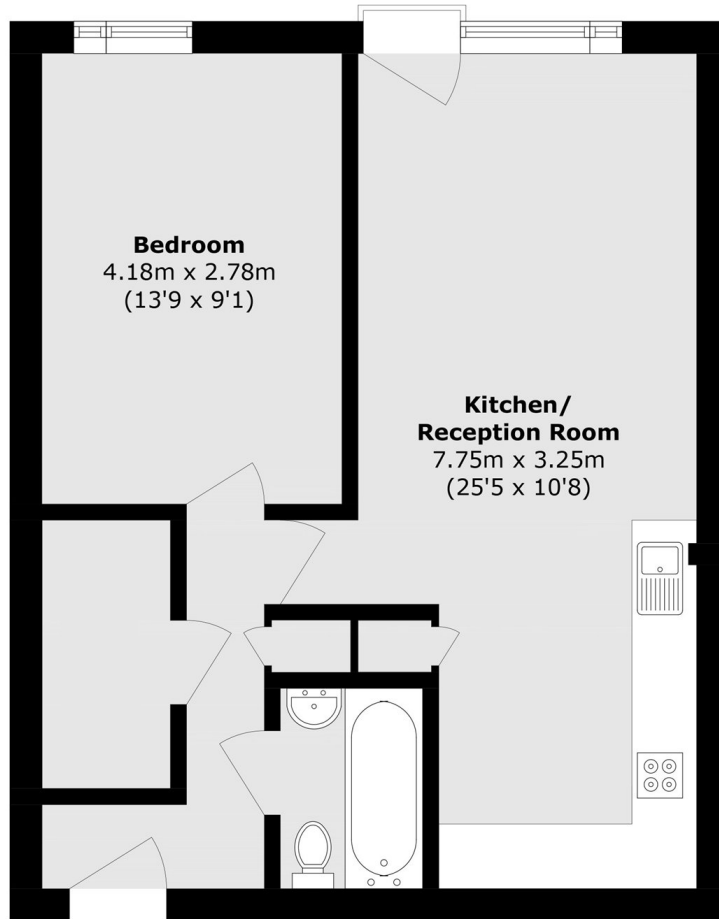 Bedroom
4.18m x 2.78m
(13'9 x 9'1)
Kitchen/
Reception Room
7.75m x 3.25m
(25'5 x 10'8)